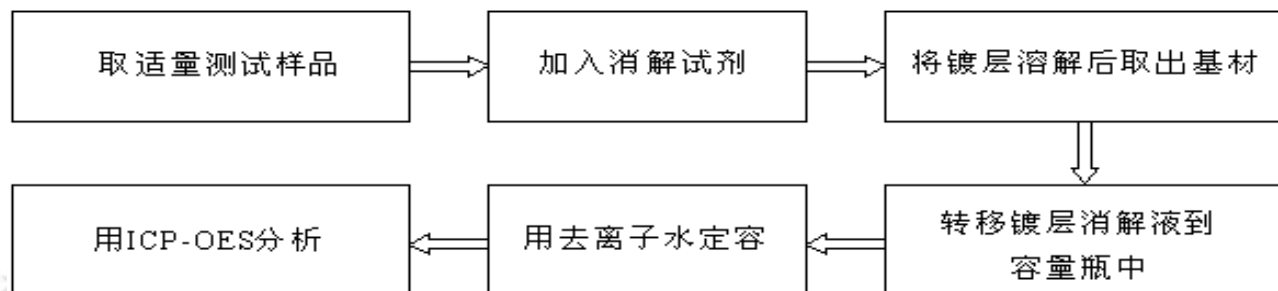 取适量测试样品
加入消解试剂
将镀层溶解后取出基材
转移镀层消解液到
容量瓶中
用去离子水定容
用ICP-OES分析